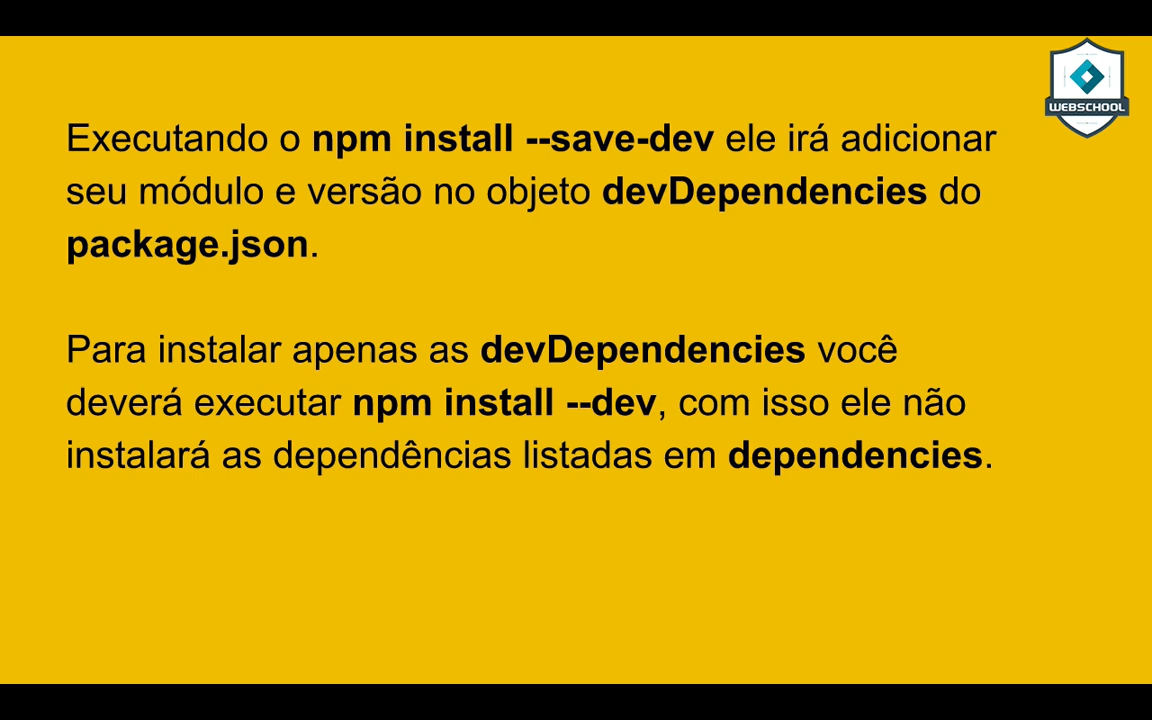 WEBSCHOOL
Executando o npm install --save-dev ele irá adicionar
seu módulo e versão no objeto devDependencies do
package.json.
Para instalar apenas as devDependencies você
deverá executar npm install --dev, com isso ele não
instalará as dependências listadas em dependencies.